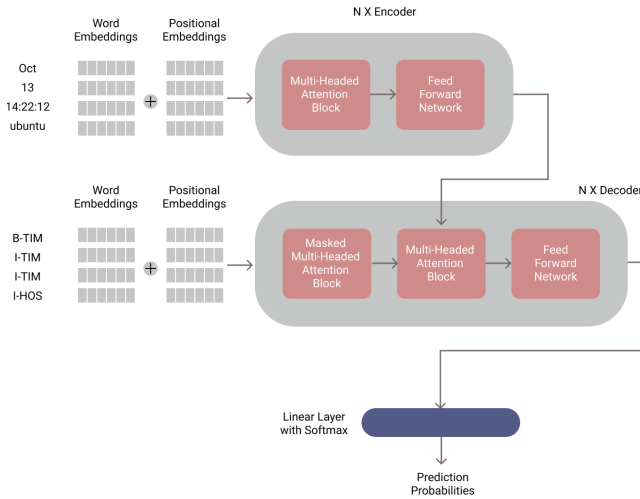 N X Encoder
Word
Embeddings
Positional
Embeddings
Oct
13
14:22:12
ubuntu
+
Multi-Headed
Attention
Block
Feed
Forward
Network
N X Decoder
Word
Embeddings
Positional
Embeddings
B-TIM
I-TIM
I-TIM
I-HOS
+
Masked
Multi-Headed
Attention
Block
Multi-Headed
Attention
Block
Feed
Forward
Network
Linear Layer
with Softmax
Prediction
Probabilities